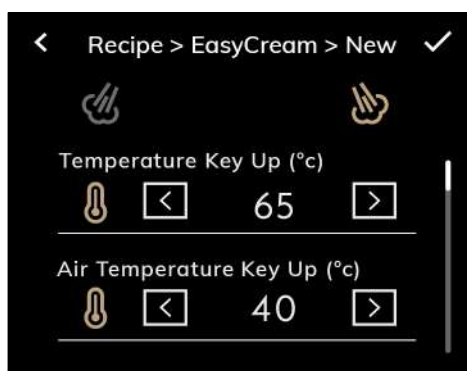 Recipe > EasyCream > New
Temperature Key Up (°c)
65
Air Temperature Key Up (°c)
40